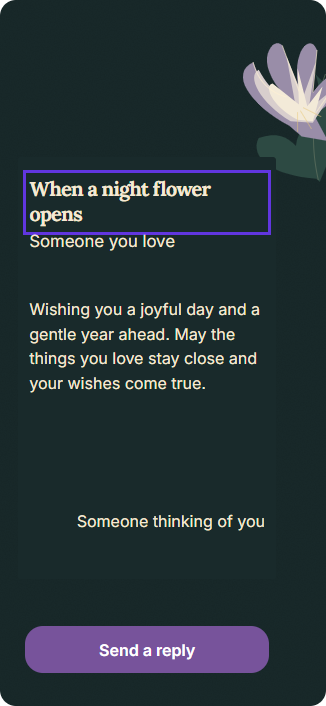 When a night flower
opens
Someone you love
Wishing you a joyful day and a
gentle year ahead. May the
things you love stay close and
your wishes come true.
Someone thinking of you
Send a reply